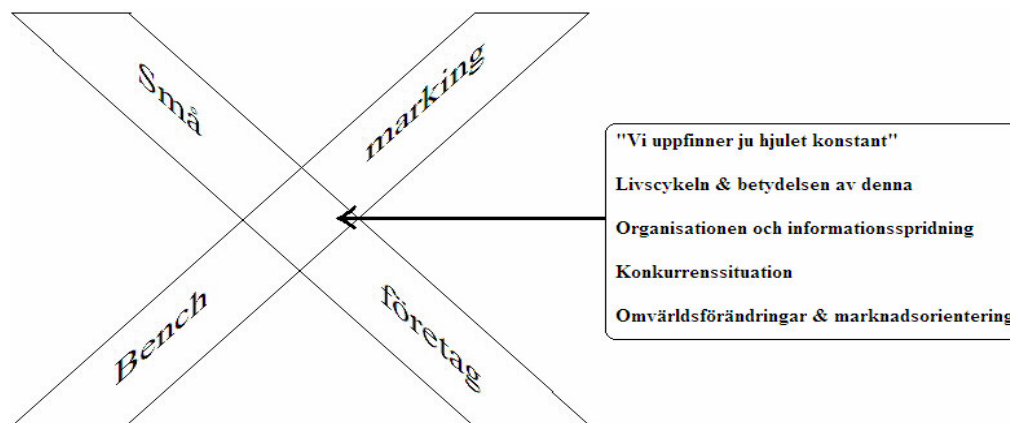 Små
marking
"Vi uppfinner ju hjulet konstant"
Livscykeln & betydelsen av denna
Organisationen och informationsspridning
Konkurrenssituation
Omvärldsförändringar & marknadsorientering
Bench
företag